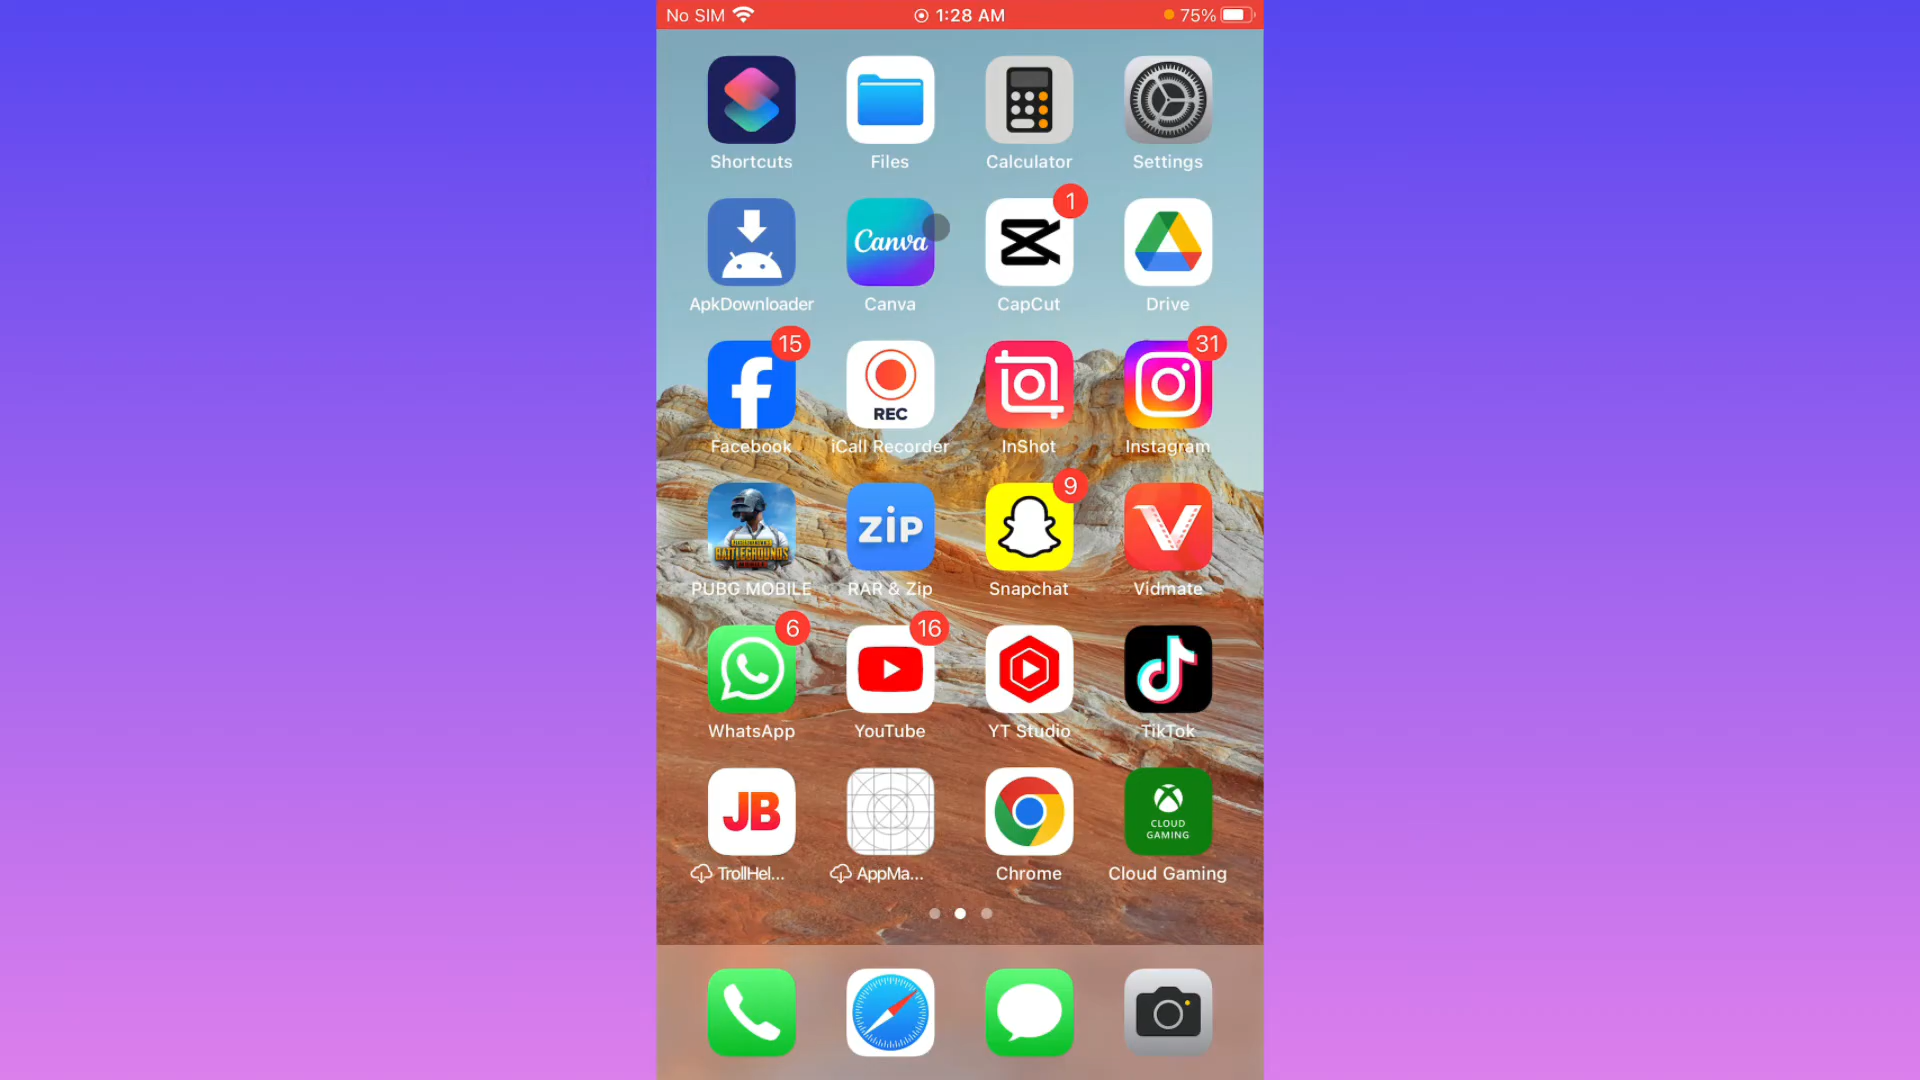 No SIM 1:28 AM 75%
Shortcuts Files Calculator Settings
1
Canva
ApkDownloader Canva CapCut Drive
15 31
REC
Facebook iCall Recorder InShot Instagram
9
BATTLEGROUNDS zip
PUBG MOBILE RAR & Zip Snapchat Vidmate
6 16
WhatsApp YouTube YT Studio TikTok
JB CLOUD
GAMING
TrollHel... AppMa... Chrome Cloud Gaming